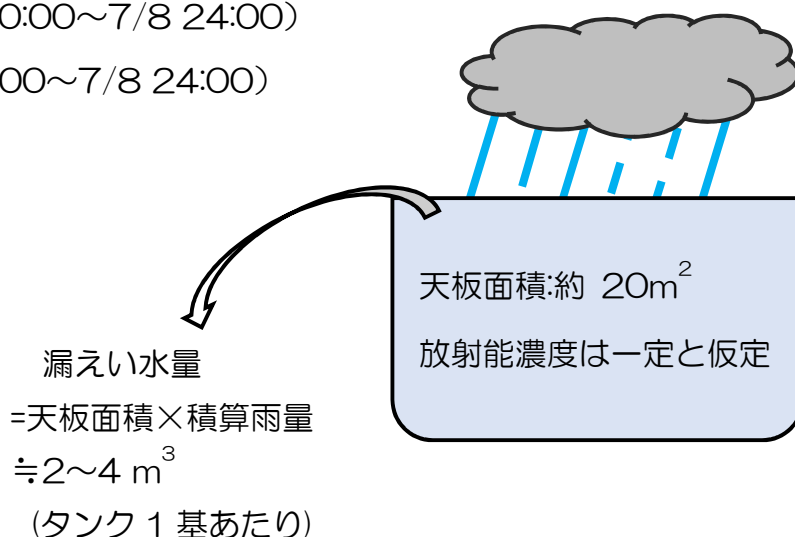 0:00～7/8 24:00）
00～7/8 24:00）
天板面積:約 20m²
放射能濃度は一定と仮定
漏えい水量
=天板面積×積算雨量
≒2～4 m³
（タンク 1 基あたり）